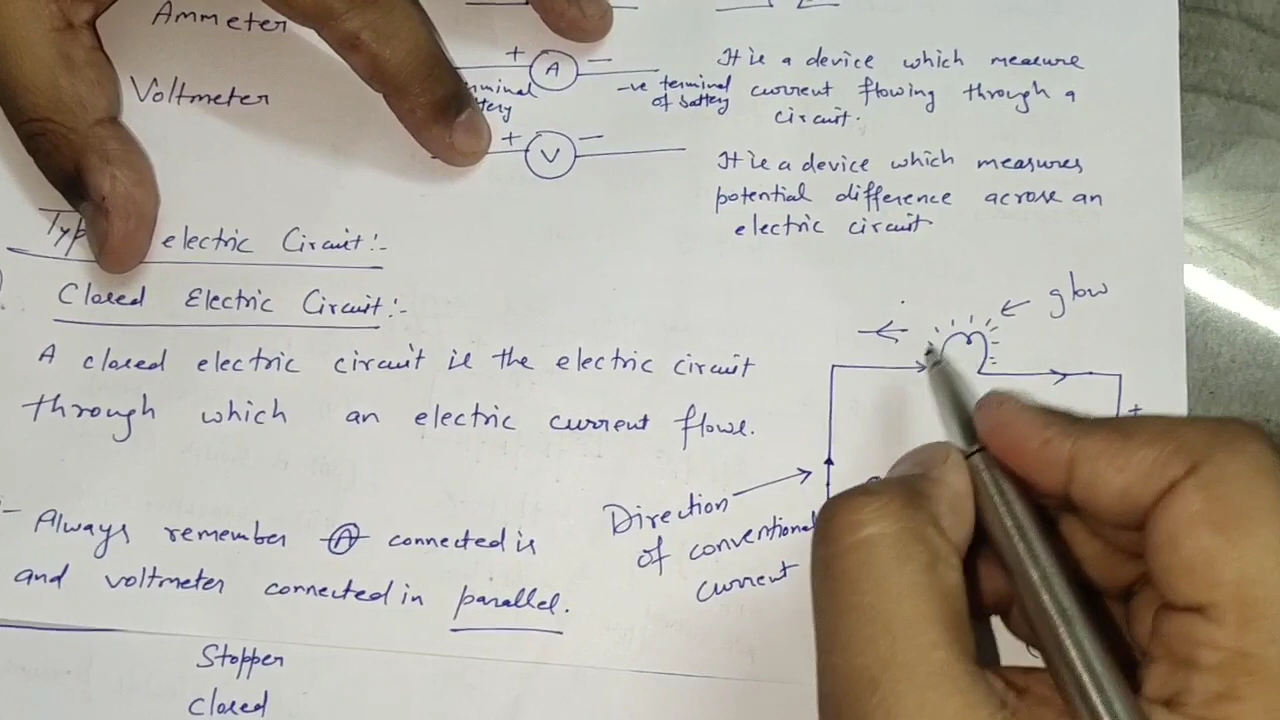 Ammeter
+ A -
It is a device which measure
-ve terminal current flowing through a
of battery circuit.
Voltmeter
+ V -
It is a device which measures
potential difference across an
electric circuit
electric Circuit:-
Closed Electric Circuit:-
A closed electric circuit is the electric circuit
through which an electric current flows.
glow
+
Direction
of conventional
current
- Always remember A connected is
and voltmeter connected in parallel.
Stopper
closed